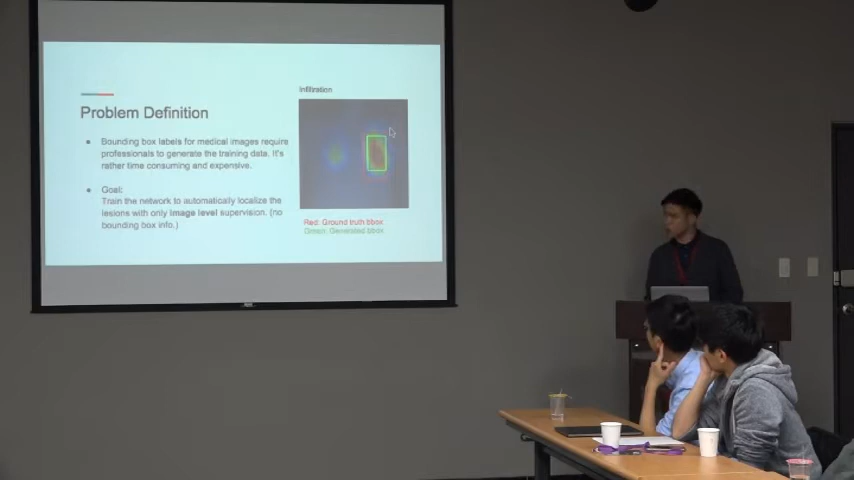 Problem Definition
Bounding box labels for medical images require
professionals to generate the training data. It's
rather time consuming and expensive.
Goal:
Train the network to automatically localize the
lesions with only image level supervision. (no
bounding box info.)
Infiltration
Red: Ground truth bbox
Green: Generated bbox